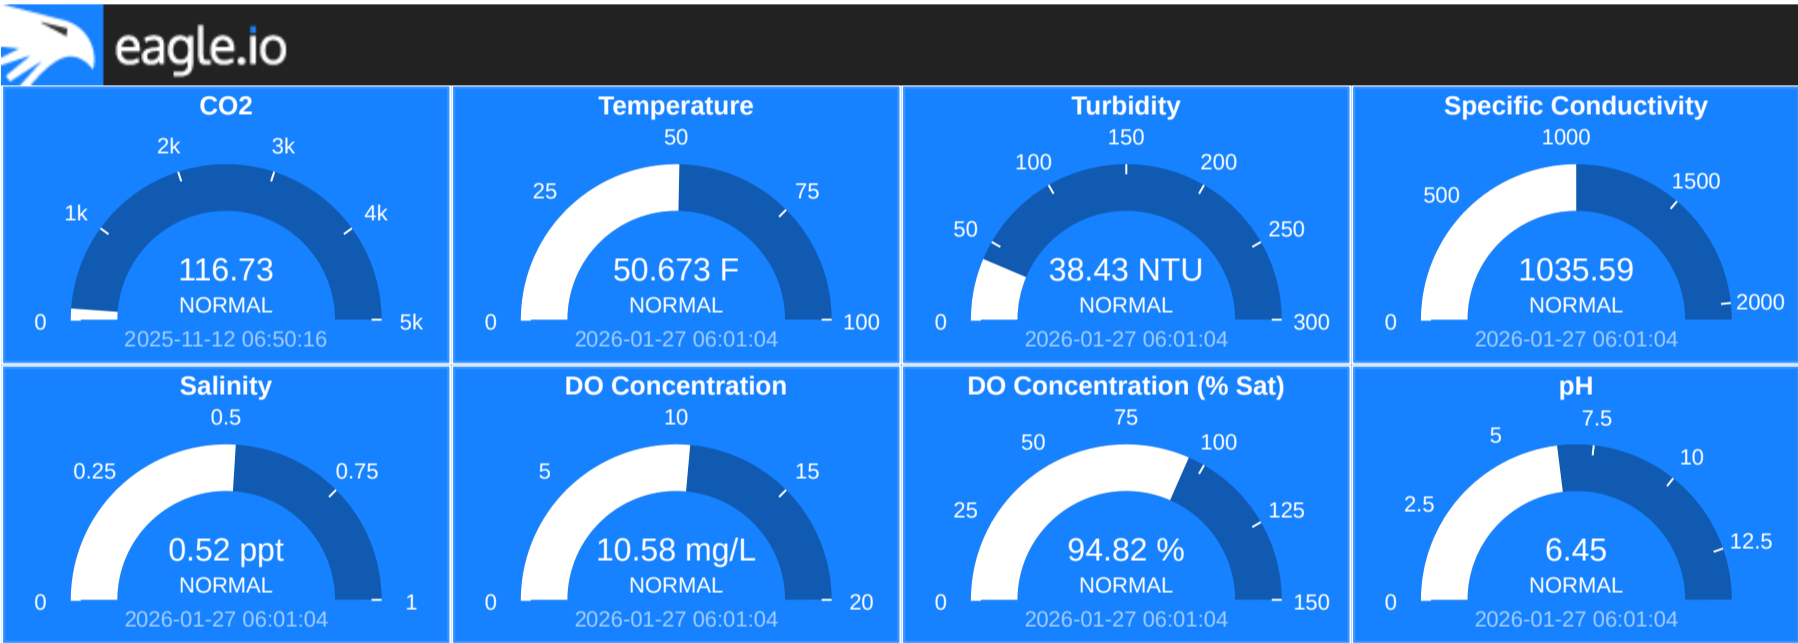 eagle.io
CO2
2k 3k
1k 4k
116.73
NORMAL
0 5k
2025-11-12 06:50:16
Temperature
50
25 75
50.673 F
NORMAL
0 100
2026-01-27 06:01:04
Turbidity
150
100 200
50 250
38.43 NTU
NORMAL
0 300
2026-01-27 06:01:04
Specific Conductivity
1000
500 1500
1035.59
NORMAL
0 2000
2026-01-27 06:01:04
Salinity
0.5
0.25 0.75
0.52 ppt
NORMAL
0 1
2026-01-27 06:01:04
DO Concentration
10
5 15
10.58 mg/L
NORMAL
0 20
2026-01-27 06:01:04
DO Concentration (% Sat)
75
50 100
25 125
94.82 %
NORMAL
0 150
2026-01-27 06:01:04
pH
7.5
5 10
2.5 12.5
6.45
NORMAL
0
2026-01-27 06:01:04